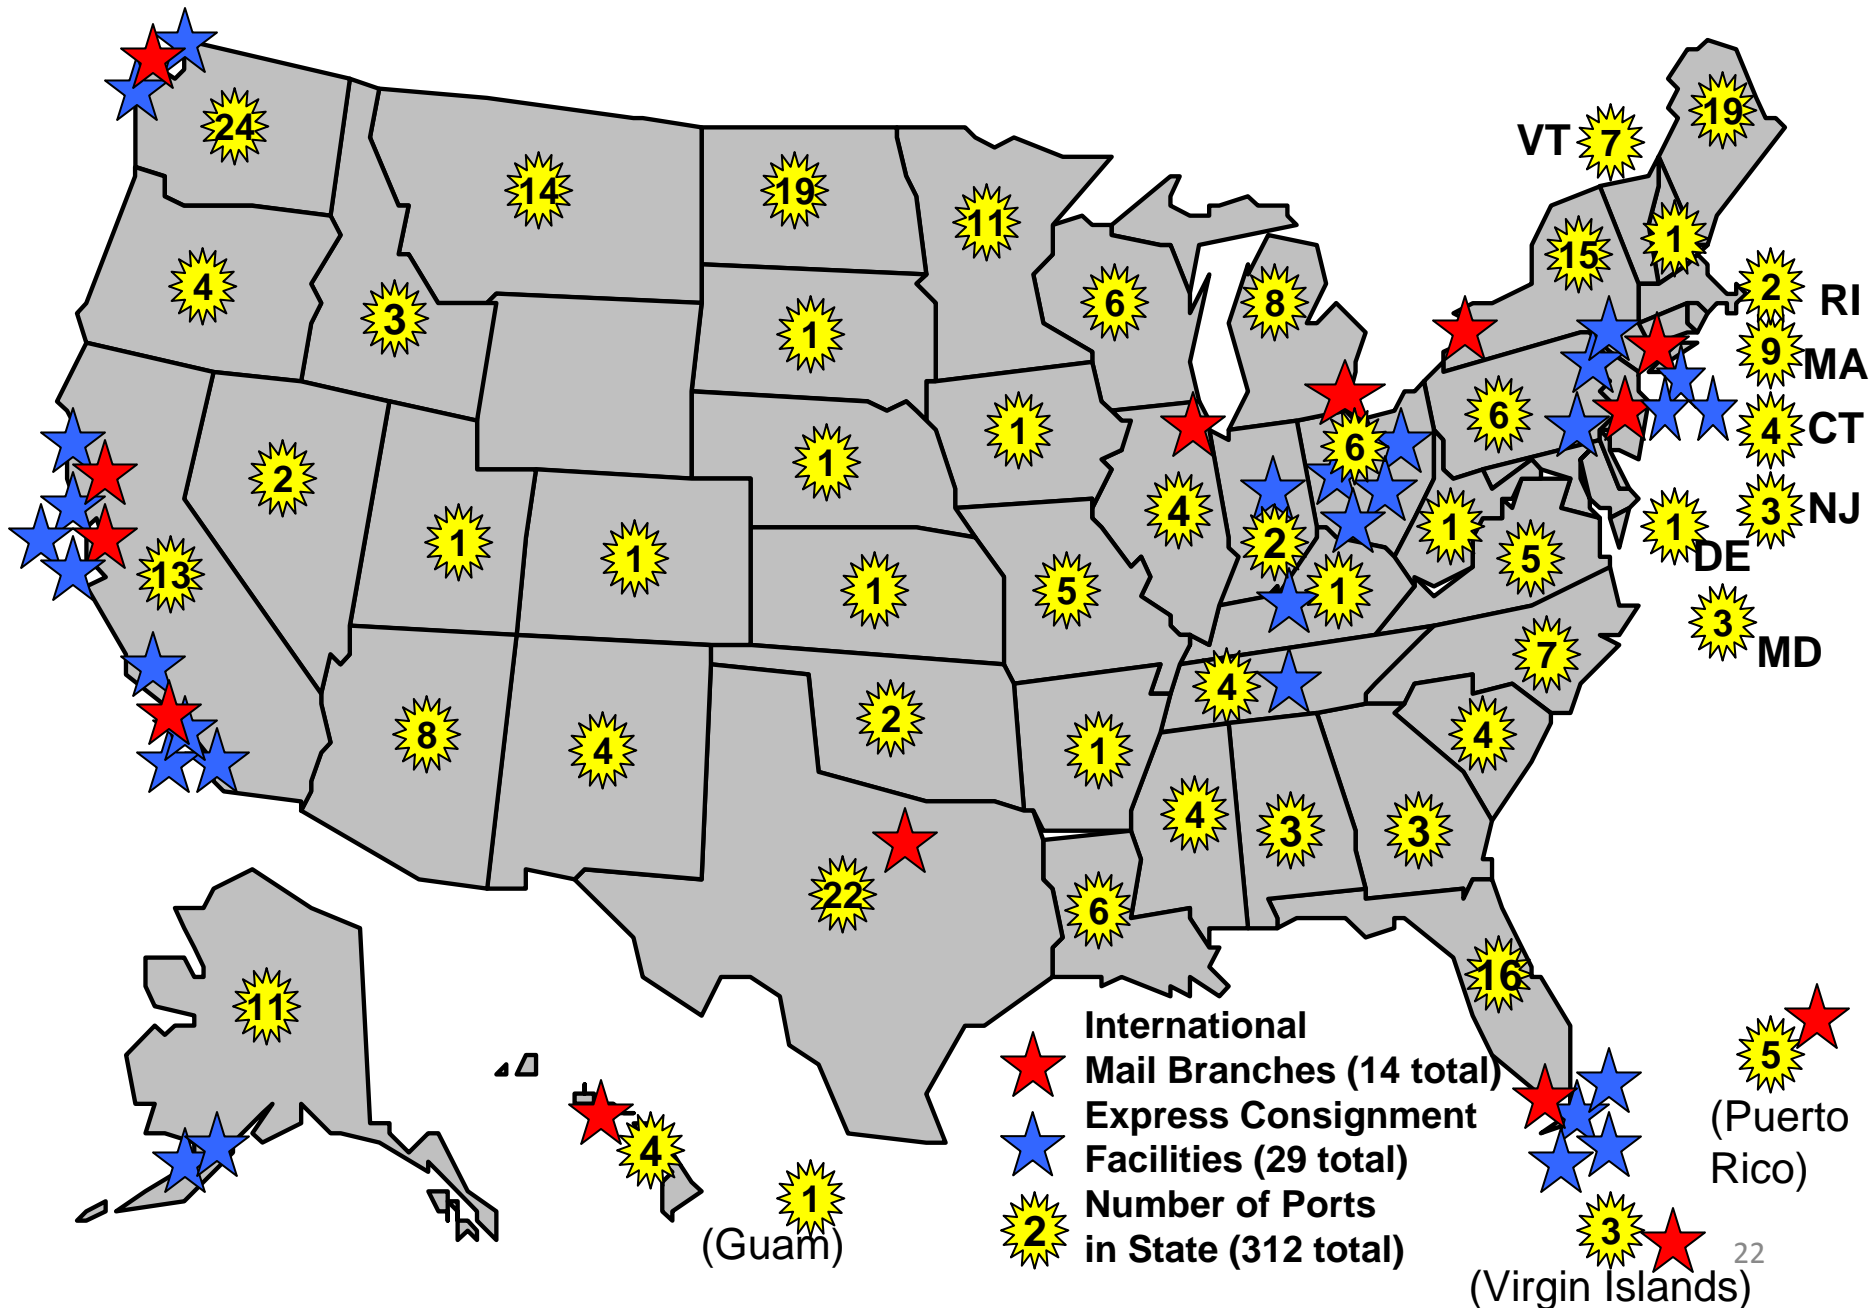 24
14
19
11
VT 7
19
4
3
1
6
8
15
1
2 RI
9 MA
4 CT
3 NJ
1 DE
3 MD
2
1
1
1
1
1
5
4
2
6
6
1
1
5
7
4
4
13
8
4
2
1
4
3
3
22
6
16
11
4
1
(Guam)
International
Mail Branches (14 total)
Express Consignment
Facilities (29 total)
2 Number of Ports
in State (312 total)
5
(Puerto
Rico)
3
(Virgin Islands)
22